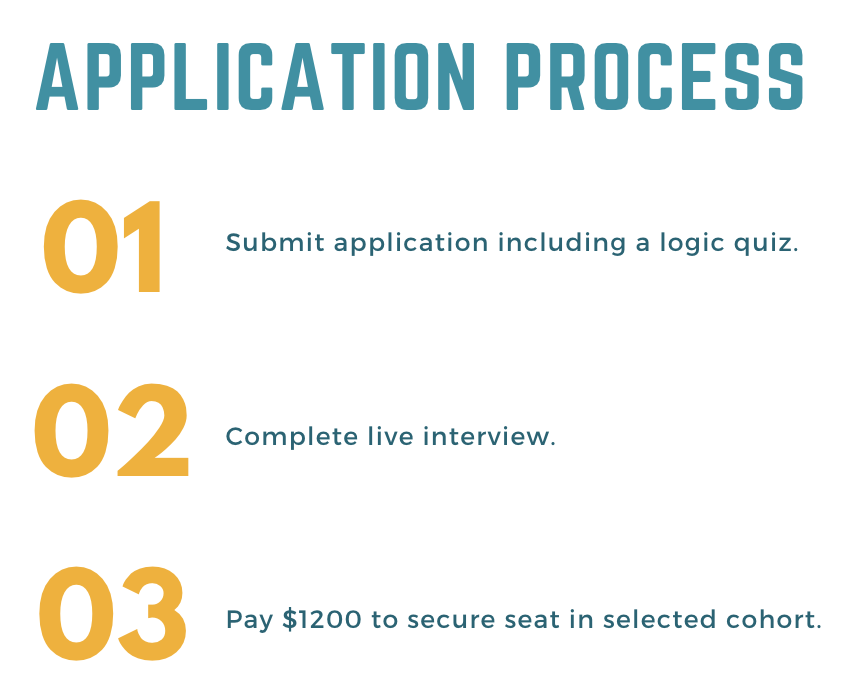 APPLICATION PROCESS
01
Submit application including a logic quiz.
02
Complete live interview.
03
Pay $1200 to secure seat in selected cohort.